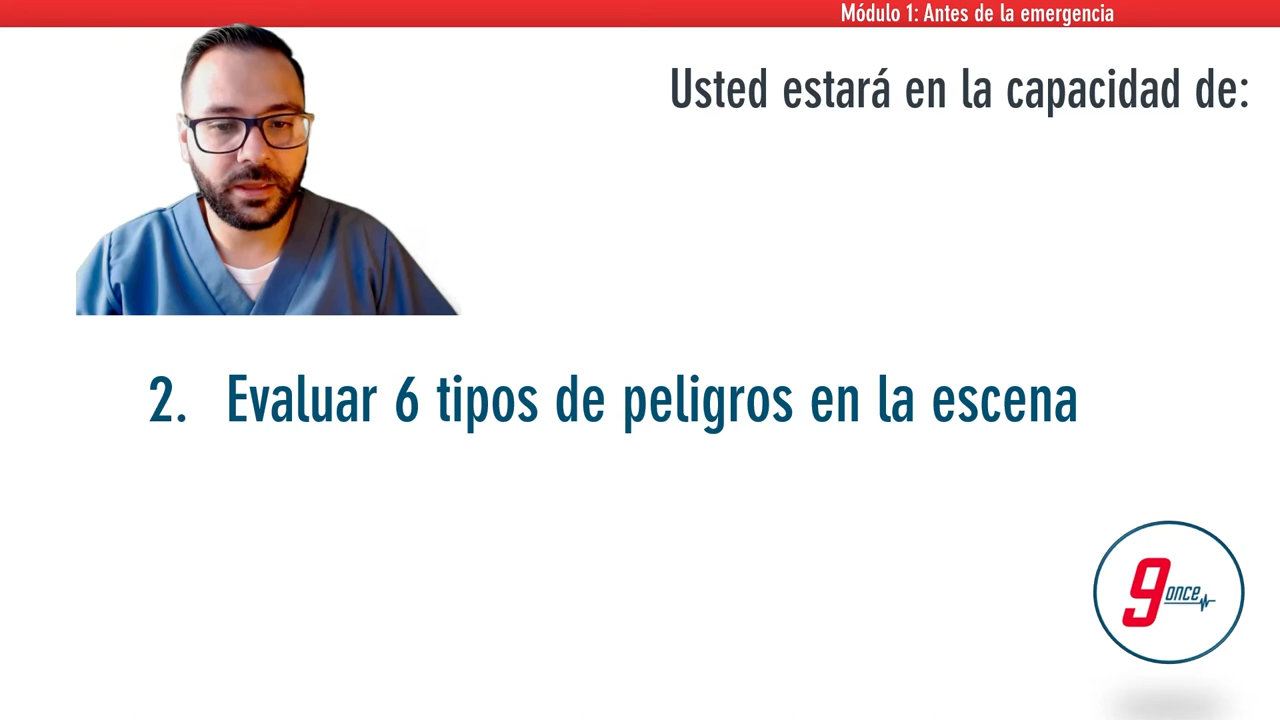 Módulo 1: Antes de la emergencia
Usted estará en la capacidad de:
2. Evaluar 6 tipos de peligros en la escena
9 once